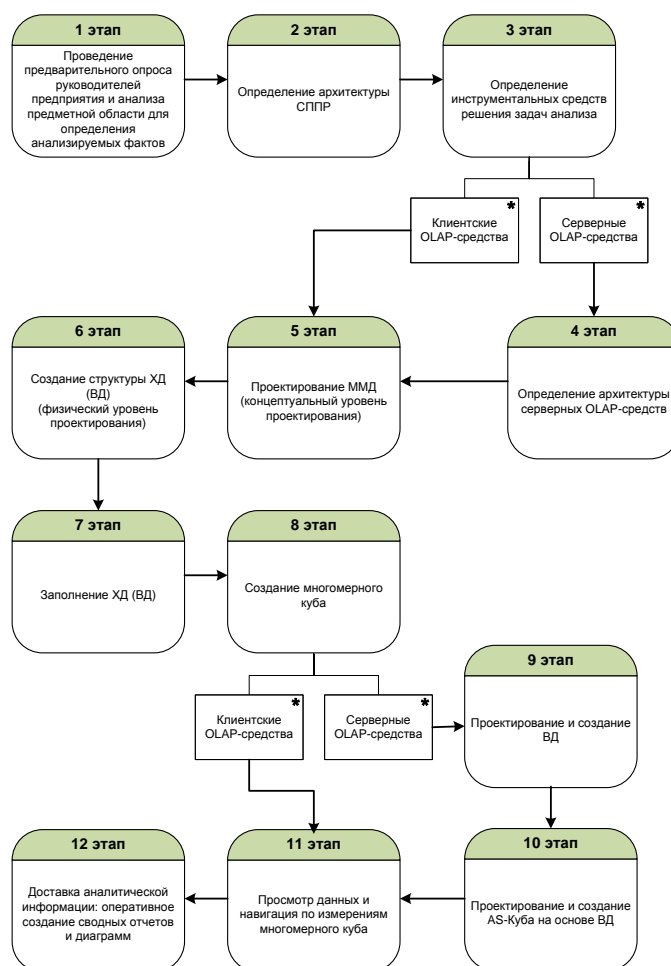 1 этап
Проведение
предварительного опроса
руководителей
предприятия и анализа
предметной области для
определения
анализируемых фактов
2 этап
Определение архитектуры
СППР
3 этап
Определение
инструментальных средств
решения задач анализа
*
Клиентские
OLAP-средства
*
Серверные
OLAP-средства
6 этап
Создание структуры ХД
(ВД)
(физический уровень
проектирования)
5 этап
Проектирование ММД
(концептуальный уровень
проектирования)
4 этап
Определение архитектуры
серверных OLAP-средств
7 этап
Заполнение ХД (ВД)
8 этап
Создание многомерного
куба
*
Клиентские
OLAP-средства
*
Серверные
OLAP-средства
9 этап
Проектирование и создание
ВД
12 этап
Доставка аналитической
информации: оперативное
создание сводных отчетов
и диаграмм
11 этап
Просмотр данных и
навигация по измерениям
многомерного куба
10 этап
Проектирование и создание
AS-Куба на основе ВД